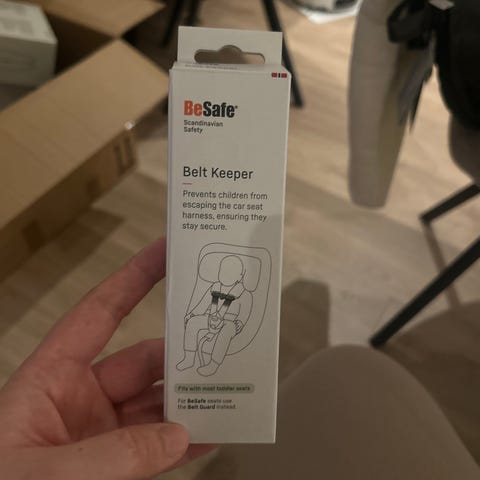 BeSafe®
Scandinavian
Safety
Belt Keeper
Prevents children from
escaping the car seat
harness, ensuring they
stay secure.
Fits with most toddler seats
For BeSafe seats use
the Belt Guard instead.